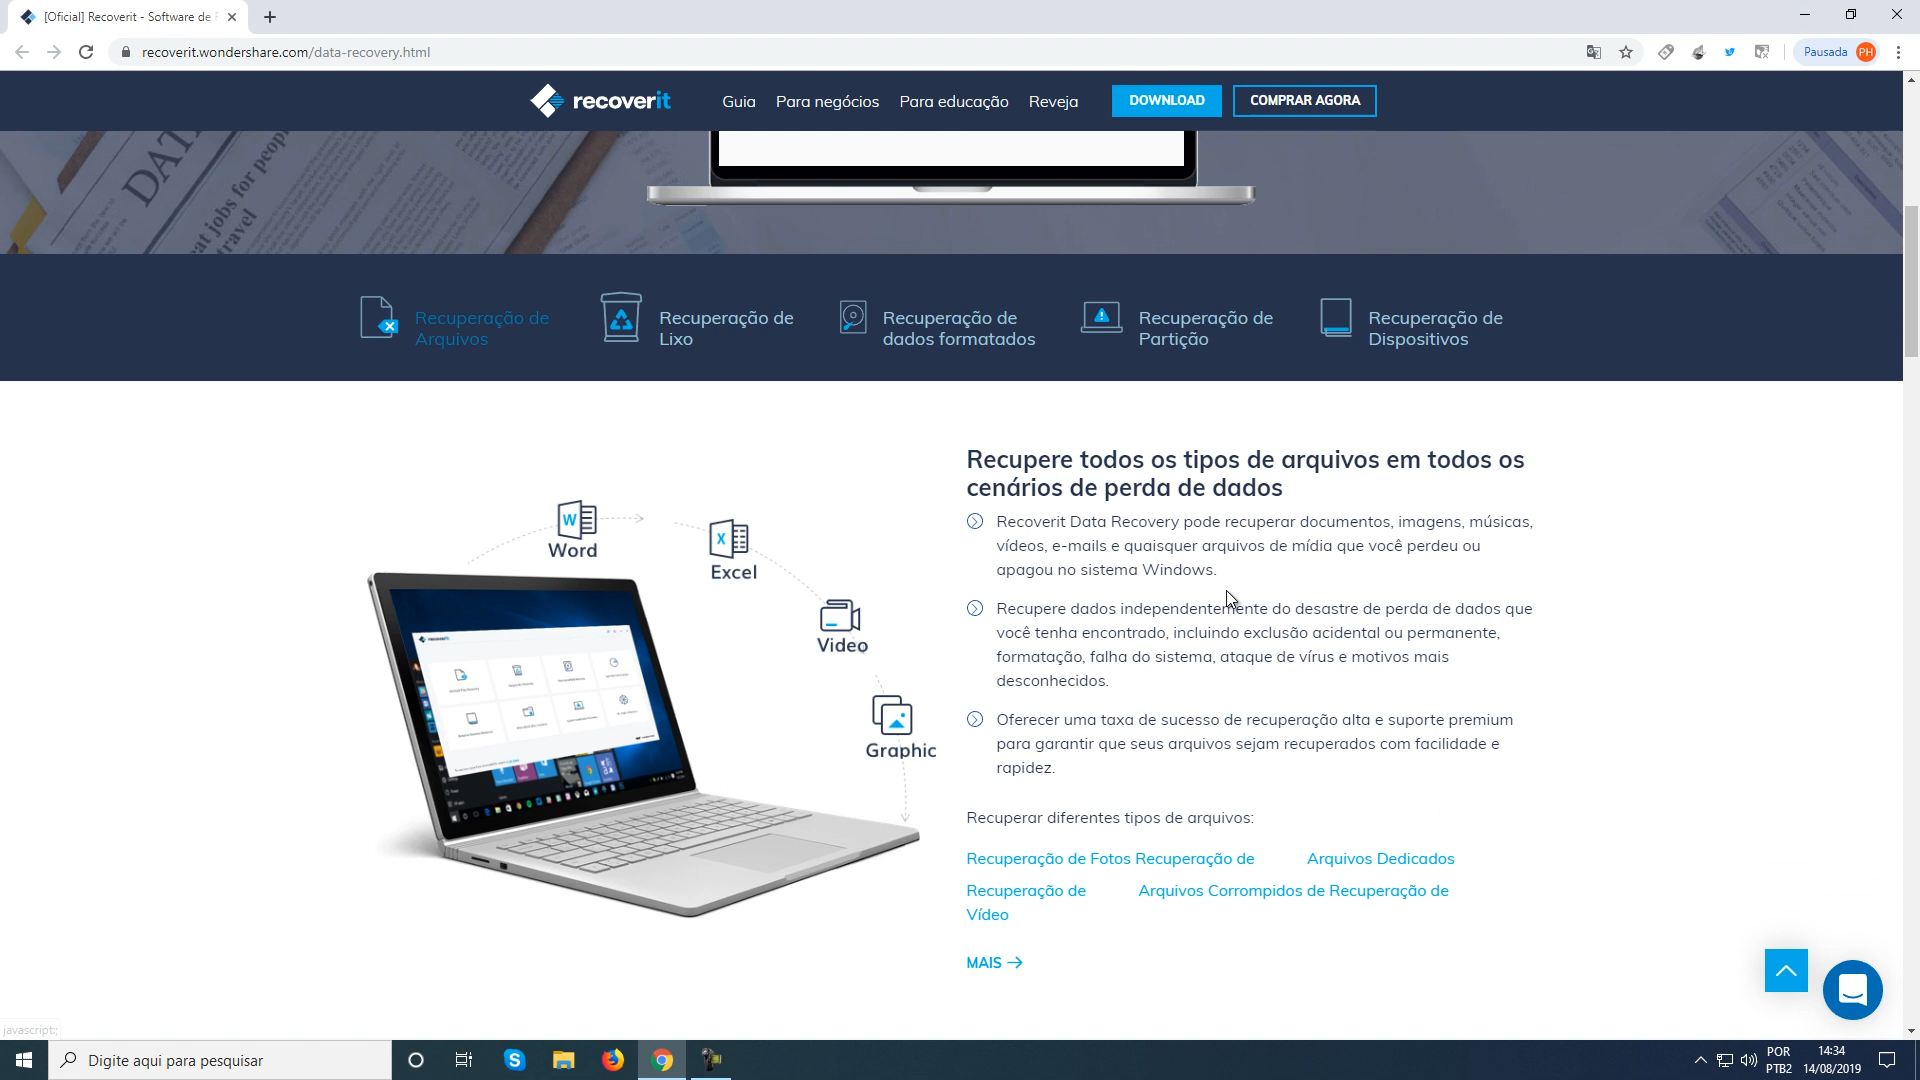 [Oficial] Recoverit - Software de
recoverit.wondershare.com/data-recovery.html
Pausada PH
recoverit Guia Para negócios Para educação Reveja DOWNLOAD COMPRAR AGORA
DATA
at jobs for people
travel
Recuperação de
Arquivos
Recuperação de
Lixo
Recuperação de
dados formatados
Recuperação de
Partição
Recuperação de
Dispositivos
Word
Excel
Video
Graphic
Recupere todos os tipos de arquivos em todos os
cenários de perda de dados
Recoverit Data Recovery pode recuperar documentos, imagens, músicas,
vídeos, e-mails e quaisquer arquivos de mídia que você perdeu ou
apagou no sistema Windows.
Recupere dados independentemente do desastre de perda de dados que
você tenha encontrado, incluindo exclusão acidental ou permanente,
formatação, falha do sistema, ataque de vírus e motivos mais
desconhecidos.
Oferecer uma taxa de sucesso de recuperação alta e suporte premium
para garantir que seus arquivos sejam recuperados com facilidade e
rapidez.
Recuperar diferentes tipos de arquivos:
Recuperação de Fotos Recuperação de Arquivos Dedicados
Recuperação de Arquivos Corrompidos de Recuperação de
Vídeo
MAIS
javascript:;
Digite aqui para pesquisar
POR
PTB2
14:34
14/08/2019